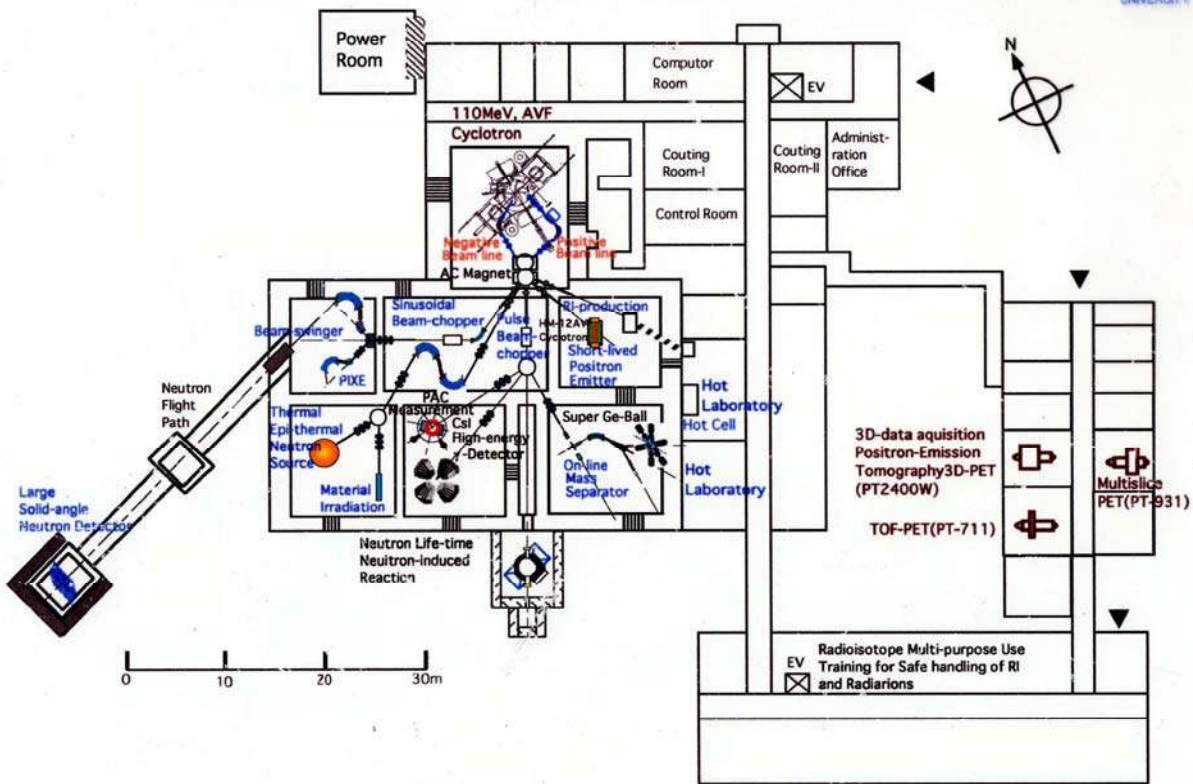 Power
Room
Computor
Room
EV
N
110MeV, AVF
Cyclotron
Couting
Room-I
Couting
Room-II
Administ-
ration
Office
Control Room
Negative
Beam line
Positive
Beam line
AC Magnet
Sinusoidal
Beam-chopper
Pulse
Beam-
chopper
RI-production
HM-12AVF
Cyclotron
Short-lived
Positron
Emitter
Beam-swinger
PIXE
Neutron
Flight
Path
PAC
Measurement
CsI
High-energy
γ-Detector
Super Ge-Ball
Hot
Laboratory
Hot Cell
Thermal
Epi-thermal
Neutron
Source
Material
Irradiation
On-line
Mass
Separator
Hot
Laboratory
3D-data aquisition
Positron-Emission
Tomography3D-PET
(PT2400W)
Multislice
PET(PT-931)
TOF-PET(PT-711)
Large
Solid-angle
Neutron Detector
Neutron Life-time
Neuitron-induced
Reaction
0 10 20 30m
EV
Radioisotope Multi-purpose Use
Training for Safe handling of RI
and Radiarions